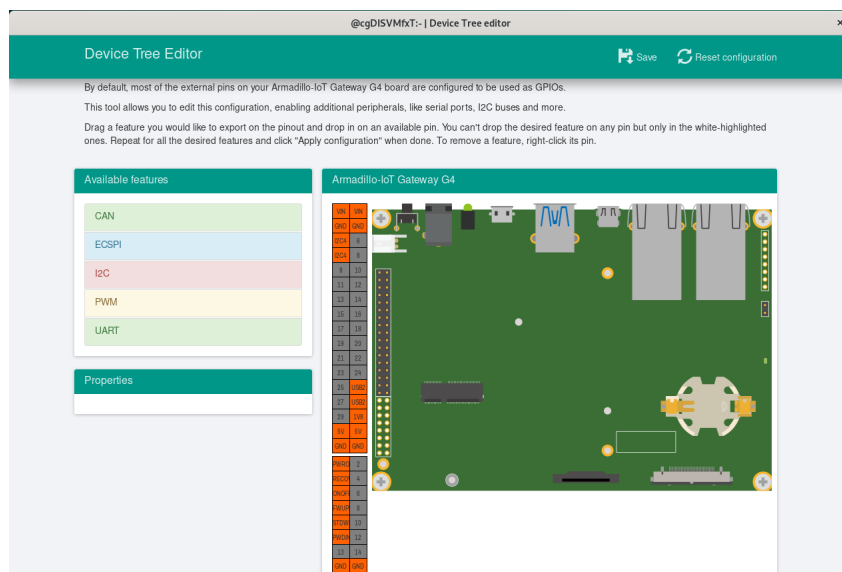 @cgDISVMfxT:- | Device Tree editor
×
Device Tree Editor
Save
Reset configuration
By default, most of the external pins on your Armadillo-IoT Gateway G4 board are configured to be used as GPIOs.
This tool allows you to edit this configuration, enabling additional peripherals, like serial ports, I2C buses and more.
Drag a feature you would like to export on the pinout and drop in on an available pin. You can't drop the desired feature on any pin but only in the white-highlighted
ones. Repeat for all the desired features and click "Apply configuration" when done. To remove a feature, right-click its pin.
Available features
CAN
ECSPI
I2C
PWM
UART
Properties
Armadillo-IoT Gateway G4
VIN VIN
GND GND
I2C4 6
I2C4 8
9 10
11 12
13 14
15 16
17 18
19 20
21 22
23 24
25 USB2
27 USB2
29 1V8
5V 5V
GND GND
PWRO 2
RECO 4
ONOF 6
FWUP 8
STDW 10
PWDIN 12
13 14
GND GND